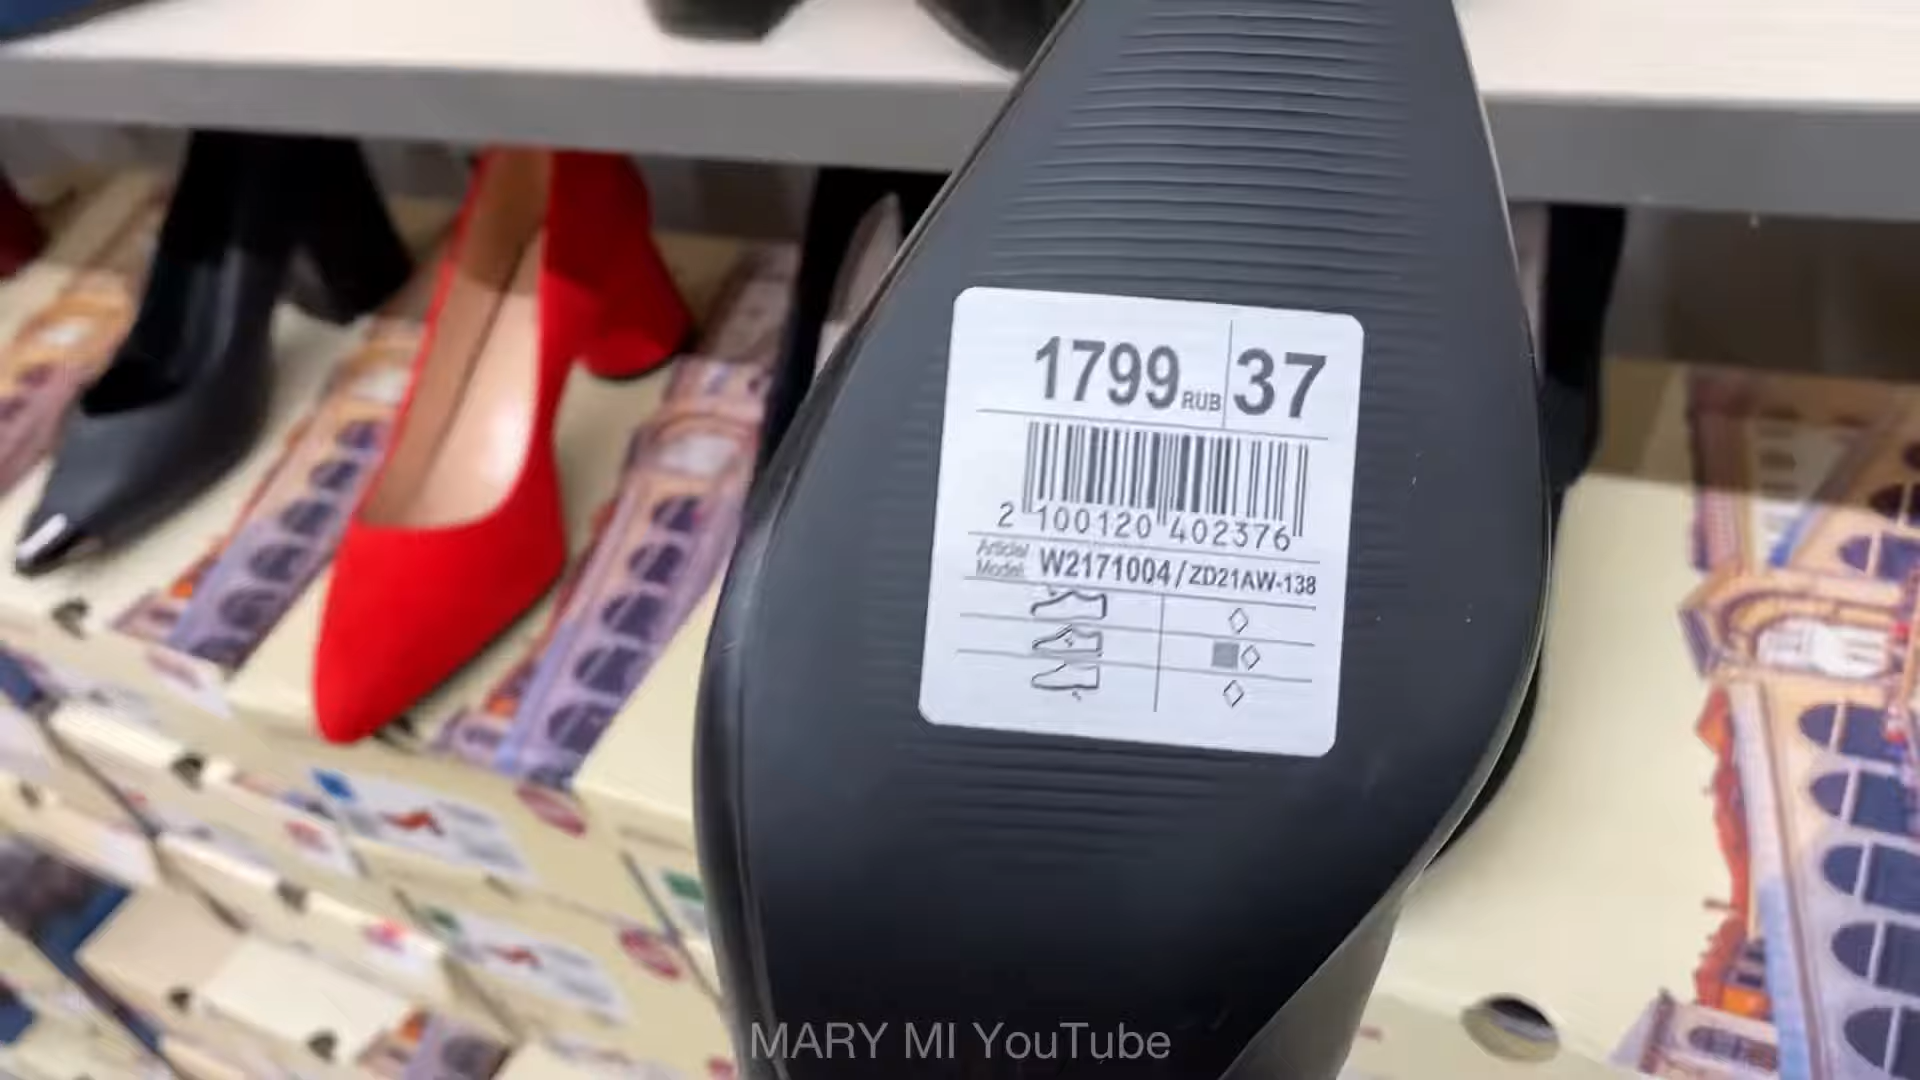 1799 RUB 37
2 100120 402376
Article/ Model: W2171004/ZD21AW-138
MARY MI YouTube